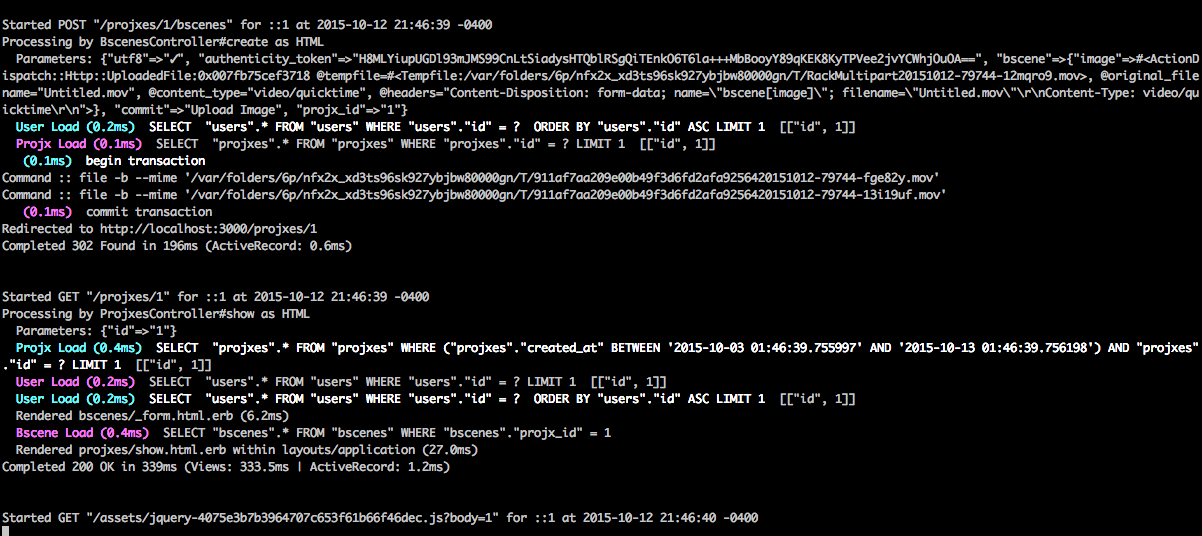 Started POST "/projxes/1/bscenes" for ::1 at 2015-10-12 21:46:39 -0400
Processing by BscenesController#create as HTML
  Parameters: {"utf8"=>"✓", "authenticity_token"=>"H8MLYiupUGDl93mJMS99CnLtSiadysHTQblRSgQiTEnkO6T6la+++MbBooyY89qKEK8KyTPVee2jvYCWhjOuOA==", "bscene"=>{"image"=>#<ActionD
ispatch::Http::UploadedFile:0x007fb75cef3718 @tempfile=#<Tempfile:/var/folders/6p/nfx2x_xd3ts96sk927ybjbw80000gn/T/RackMultipart20151012-79744-12mqro9.mov>, @original_file
name="Untitled.mov", @content_type="video/quicktime", @headers="Content-Disposition: form-data; name=\"bscene[image]\"; filename=\"Untitled.mov\"\r\nContent-Type: video/qu
icktime\r\n">}, "commit"=>"Upload Image", "projx_id"=>"1"}
  User Load (0.2ms)  SELECT  "users".* FROM "users" WHERE "users"."id" = ?  ORDER BY "users"."id" ASC LIMIT 1  [["id", 1]]
  Projx Load (0.1ms)  SELECT  "projxes".* FROM "projxes" WHERE "projxes"."id" = ? LIMIT 1  [["id", 1]]
   (0.1ms)  begin transaction
Command :: file -b --mime '/var/folders/6p/nfx2x_xd3ts96sk927ybjbw80000gn/T/911af7aa209e00b49f3d6fd2afa9256420151012-79744-fge82y.mov'
Command :: file -b --mime '/var/folders/6p/nfx2x_xd3ts96sk927ybjbw80000gn/T/911af7aa209e00b49f3d6fd2afa9256420151012-79744-13i19uf.mov'
   (0.1ms)  commit transaction
Redirected to http://localhost:3000/projxes/1
Completed 302 Found in 196ms (ActiveRecord: 0.6ms)
Started GET "/projxes/1" for ::1 at 2015-10-12 21:46:39 -0400
Processing by ProjxesController#show as HTML
  Parameters: {"id"=>"1"}
  Projx Load (0.4ms)  SELECT  "projxes".* FROM "projxes" WHERE ("projxes"."created_at" BETWEEN '2015-10-03 01:46:39.755997' AND '2015-10-13 01:46:39.756198') AND "projxes"
."id" = ? LIMIT 1  [["id", 1]]
  User Load (0.2ms)  SELECT  "users".* FROM "users" WHERE "users"."id" = ? LIMIT 1  [["id", 1]]
  User Load (0.2ms)  SELECT  "users".* FROM "users" WHERE "users"."id" = ?  ORDER BY "users"."id" ASC LIMIT 1  [["id", 1]]
  Rendered bscenes/_form.html.erb (6.2ms)
  Bscene Load (0.4ms)  SELECT "bscenes".* FROM "bscenes" WHERE "bscenes"."projx_id" = 1
  Rendered projxes/show.html.erb within layouts/application (27.0ms)
Completed 200 OK in 339ms (Views: 333.5ms | ActiveRecord: 1.2ms)
Started GET "/assets/jquery-4075e3b7b3964707c653f61b66f46dec.js?body=1" for ::1 at 2015-10-12 21:46:40 -0400